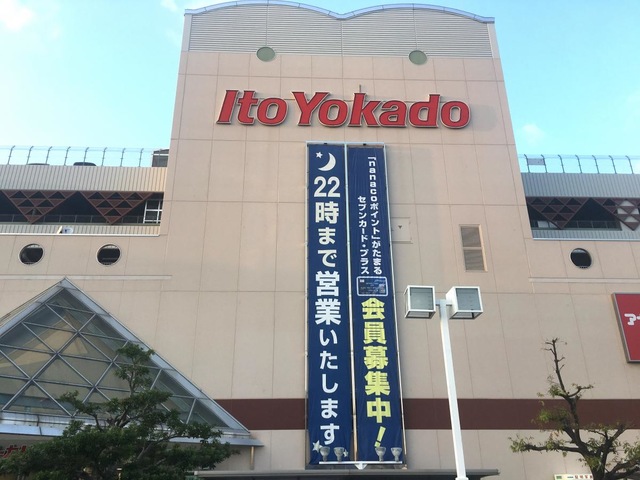 Ito Yokado
22時まで営業いたします
「nanacoポイント」がたまる
セブンカード・プラス
会員募集中!